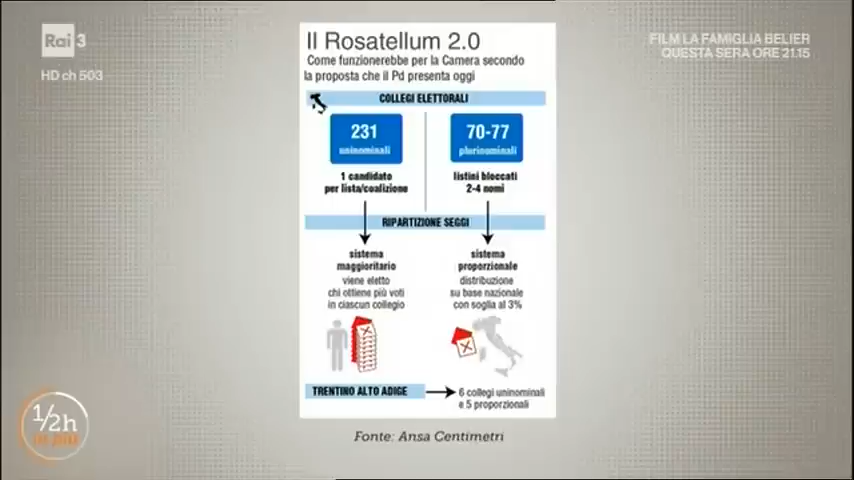 Rai 3
HD ch 503
FILM LA FAMIGLIA BELIER
QUESTA SERA ORE 21.15
Il Rosatellum 2.0
Come funzionerebbe per la Camera secondo
la proposta che il Pd presenta oggi
COLLEGI ELETTORALI
231
uninominali
1 candidato
per lista/coalizione
70-77
plurinominali
listini bloccati
2-4 nomi
RIPARTIZIONE SEGGI
sistema
maggioritario
viene eletto
chi ottiene più voti
in ciascun collegio
sistema
proporzionale
distribuzione
su base nazionale
con soglia al 3%
TRENTINO ALTO ADIGE
6 collegi uninominali
e 5 proporzionali
Fonte: Ansa Centimetri
1/2h
in più